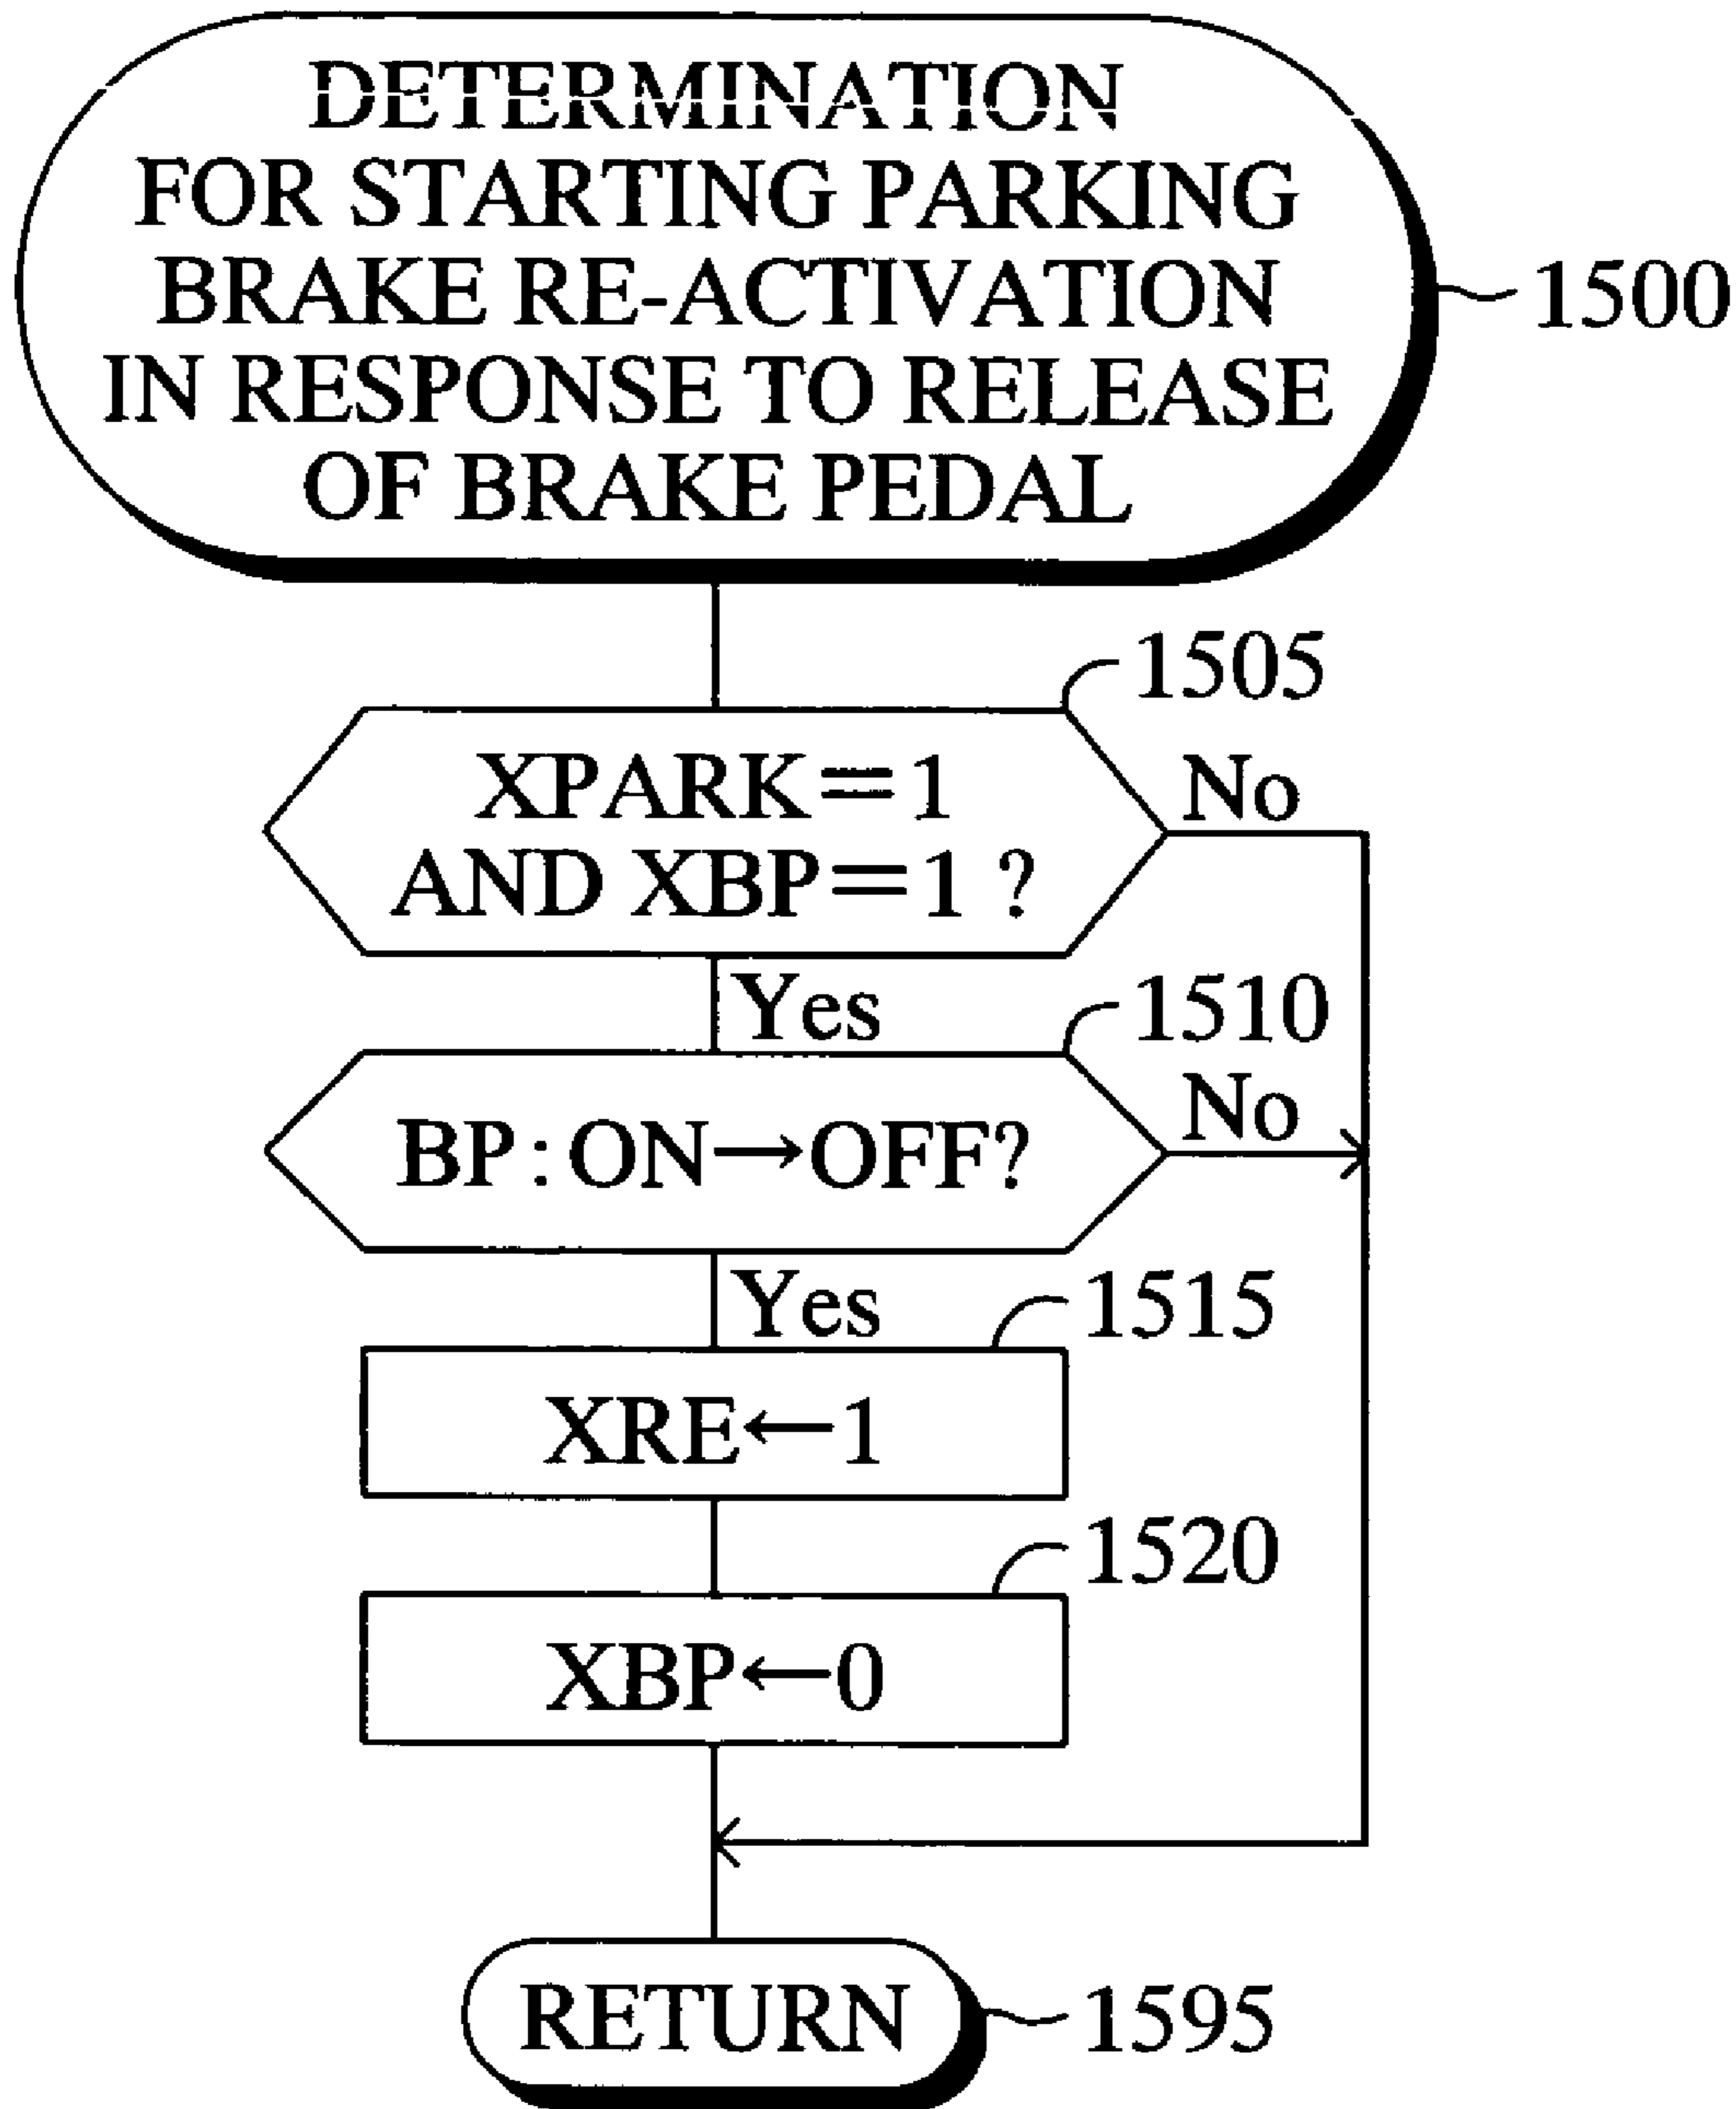 DETERMINATION
FOR STARTING PARKING
BRAKE RE-ACTIVATION
IN RESPONSE TO RELEASE
OF BRAKE PEDAL
1500
1505
XPARK=1
AND XBP=1 ?
No
Yes
1510
BP : ON→OFF?
No
Yes
1515
XRE←1
1520
XBP←0
RETURN
1595